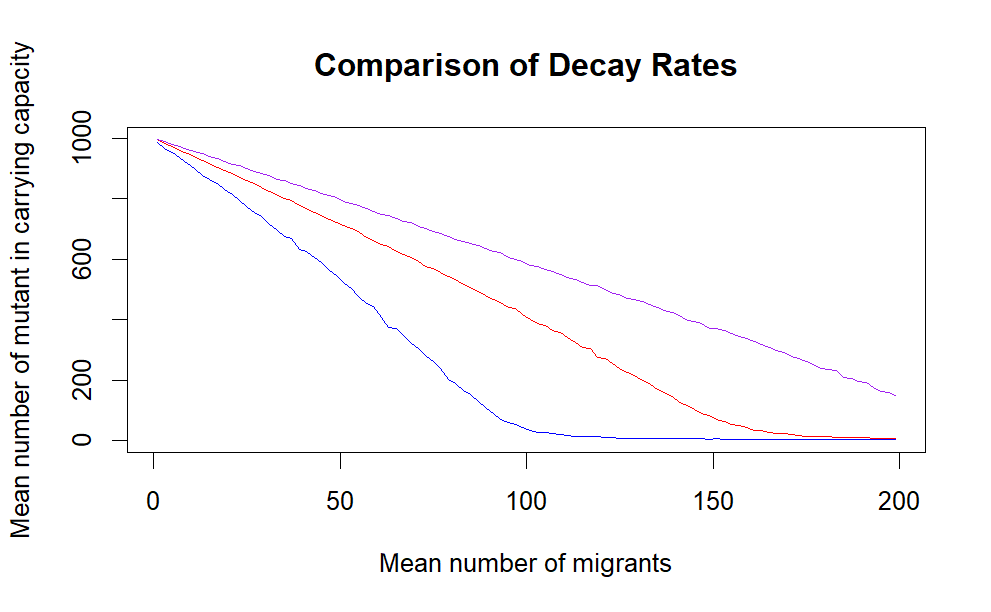 Comparison of Decay Rates
Mean number of mutant in carrying capacity
1000
600
200
0
0 50 100 150 200
Mean number of migrants